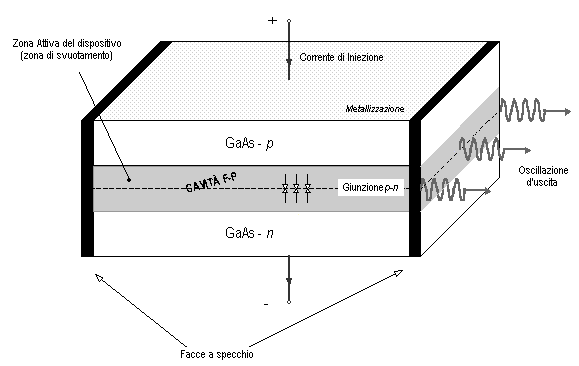 +
Zona Attiva del dispositivo
(zona di svuotamento)
Corrente di Iniezione
Metallizzazione
GaAs - p
CAVITÀ F-P
Giunzione p-n
Oscillazione
d'uscita
GaAs - n
-
Facce a specchio